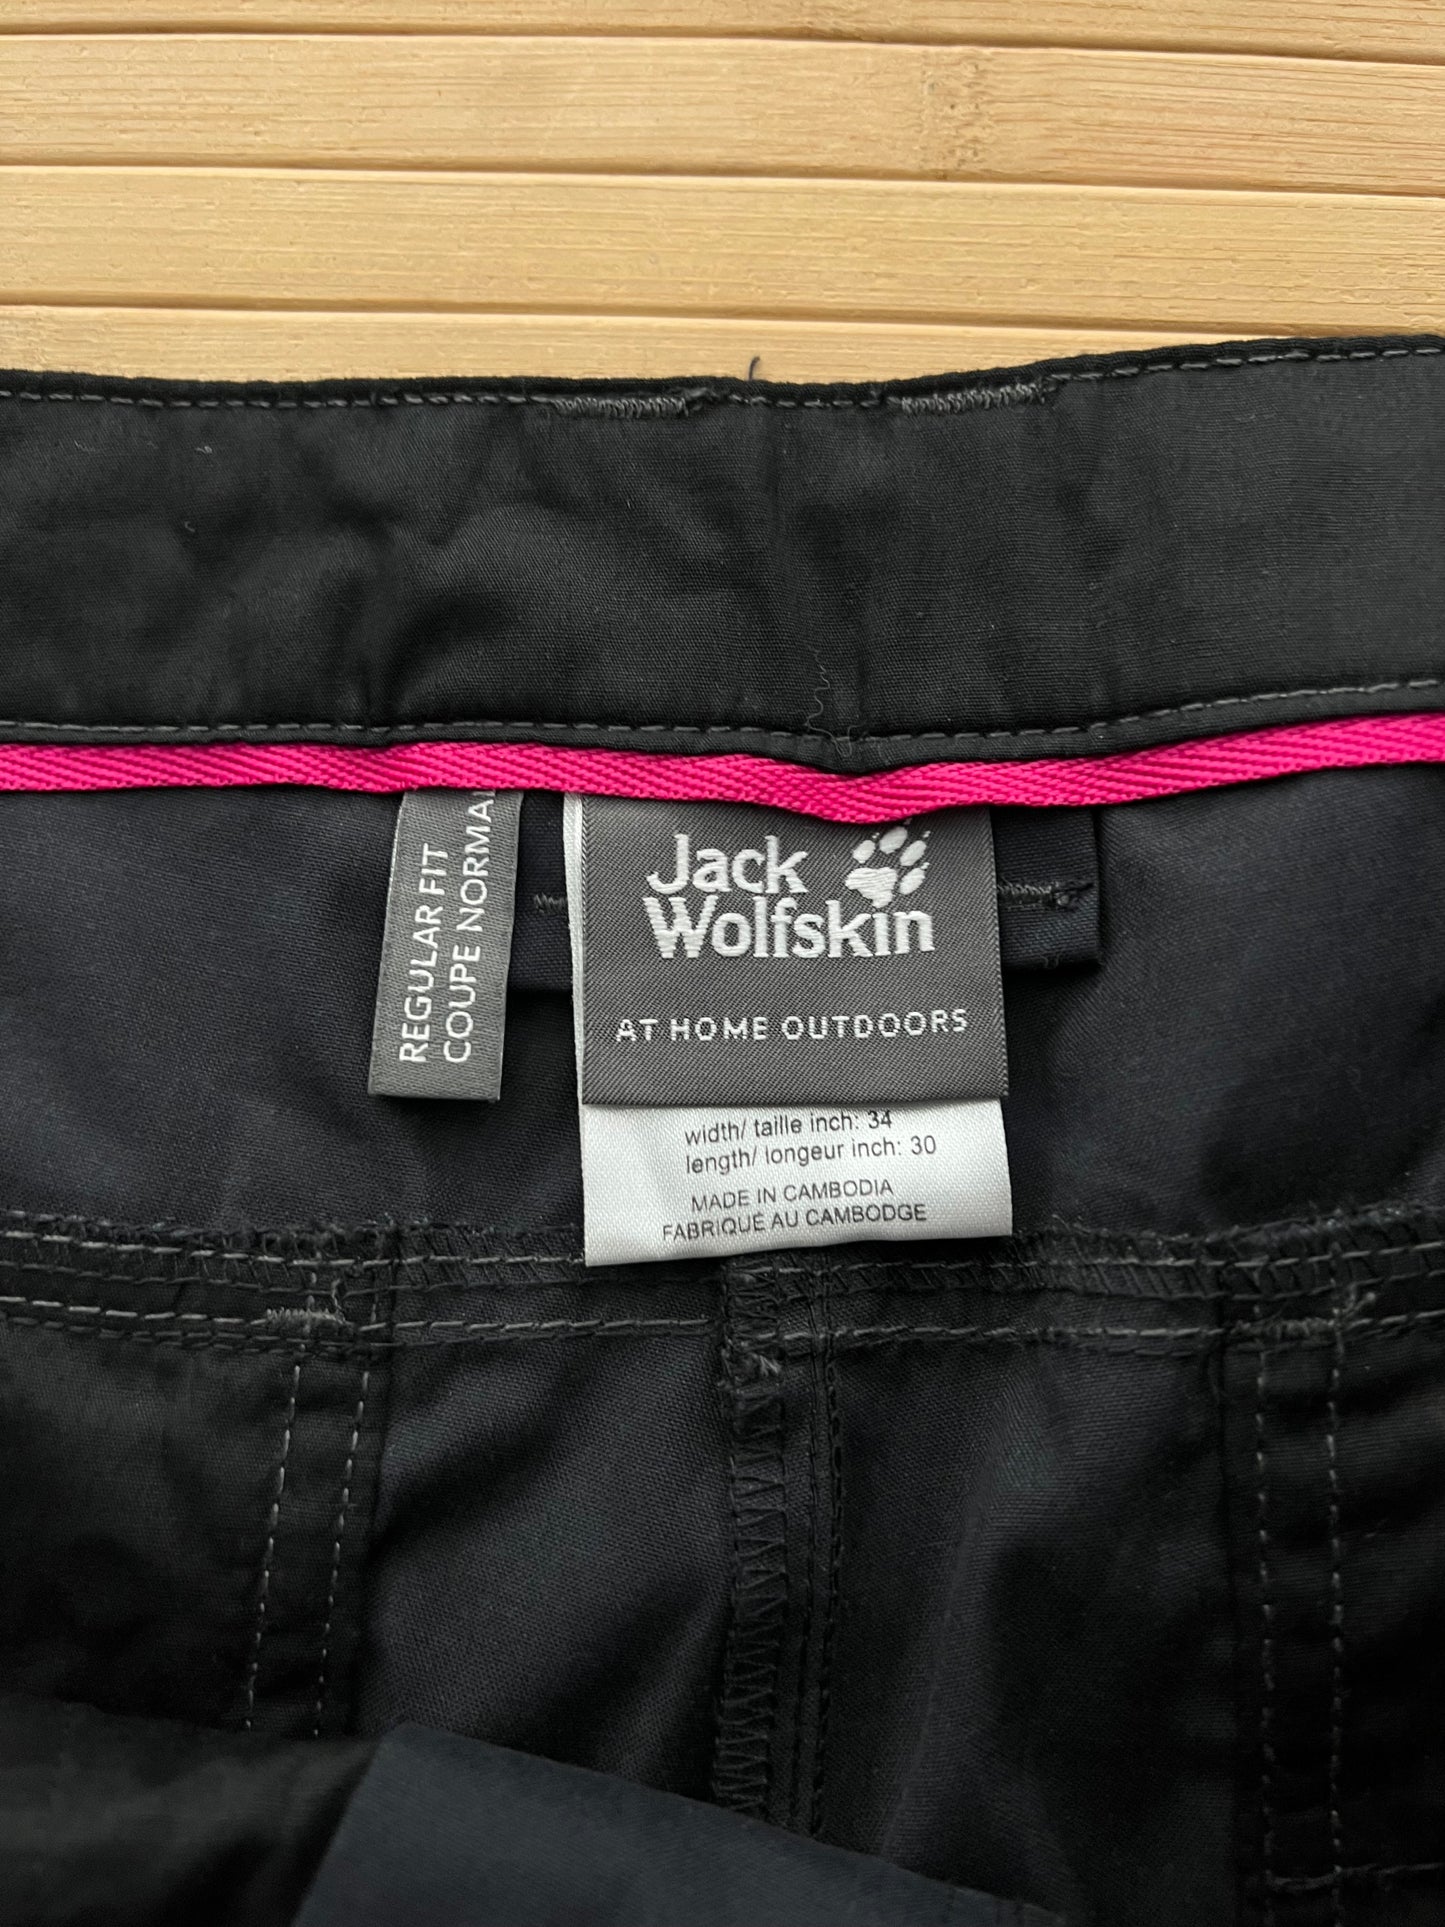 REGULAR FIT
COUPE NORMAL
Jack
Wolfskin
AT HOME OUTDOORS
width/ taille inch: 34
length/ longeur inch: 30
MADE IN CAMBODIA
FABRIQUÉ AU CAMBODGE